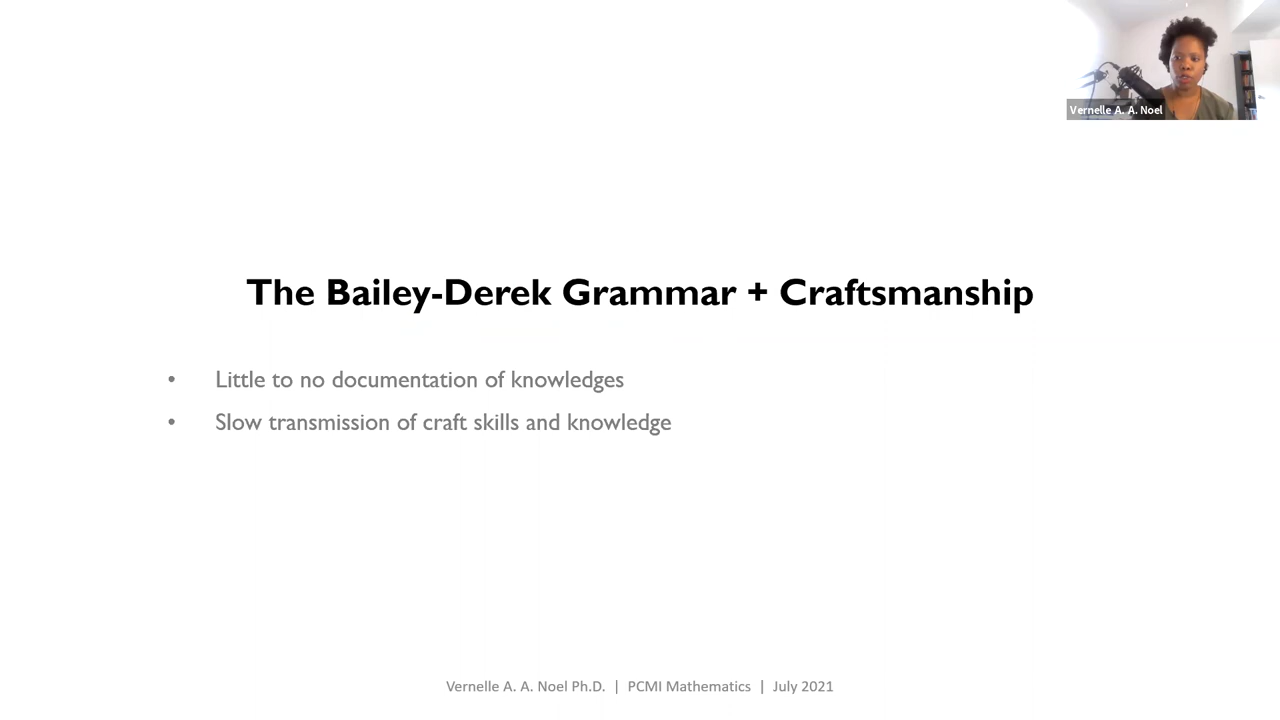 Vernelle A. A. Noel
The Bailey-Derek Grammar + Craftsmanship
• Little to no documentation of knowledges
• Slow transmission of craft skills and knowledge
Vernelle A. A. Noel Ph.D. | PCMI Mathematics | July 2021